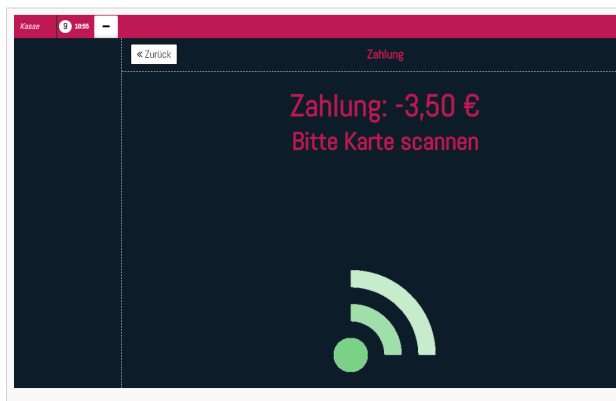 Kasse 9 10:55 −
« Zurück Zahlung
Zahlung: -3,50 €
Bitte Karte scannen